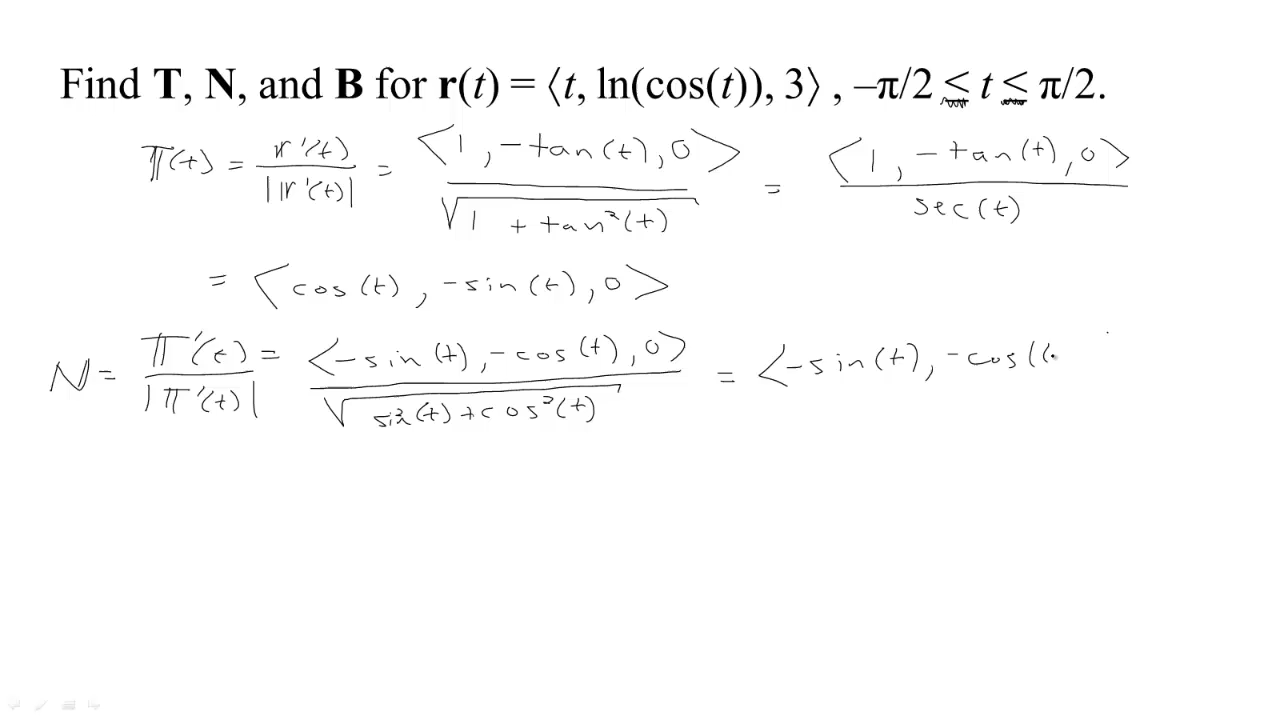 Find T, N, and B for r(t) = ⟨t, ln(cos(t)), 3⟩ , –π/2 ≤ t ≤ π/2.
T(t) = r'(t) / |r'(t)| = <1, -tan(t), 0> / √(1 + tan²(t)) = <1, -tan(t), 0> / sec(t)
= <cos(t), -sin(t), 0>
N = T'(t) / |T'(t)| = <-sin(t), -cos(t), 0> / √(sin²(t) + cos²(t)) = <-sin(t), -cos(